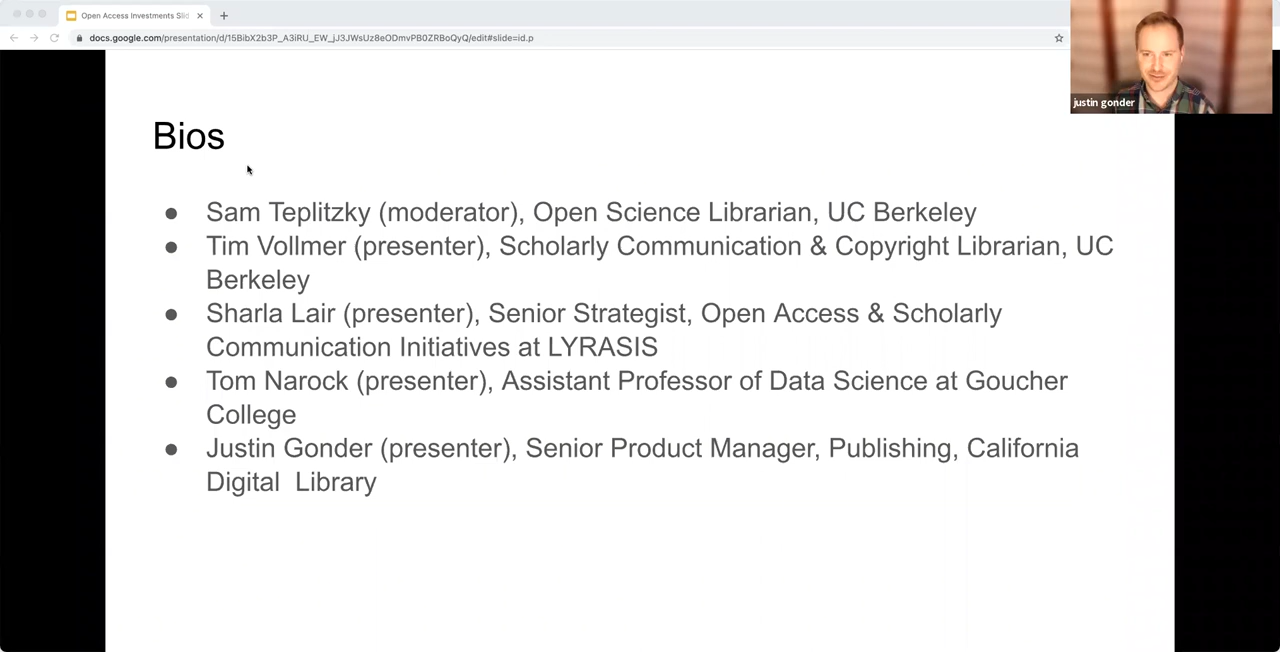 Open Access Investments Slid
docs.google.com/presentation/d/15BibX2b3P_A3iRU_EW_jJ3JWsUz8eODmvPB0ZRBoQyQ/edit#slide=id.p
justin gonder
Bios
● Sam Teplitzky (moderator), Open Science Librarian, UC Berkeley
● Tim Vollmer (presenter), Scholarly Communication & Copyright Librarian, UC
Berkeley
● Sharla Lair (presenter), Senior Strategist, Open Access & Scholarly
Communication Initiatives at LYRASIS
● Tom Narock (presenter), Assistant Professor of Data Science at Goucher
College
● Justin Gonder (presenter), Senior Product Manager, Publishing, California
Digital  Library